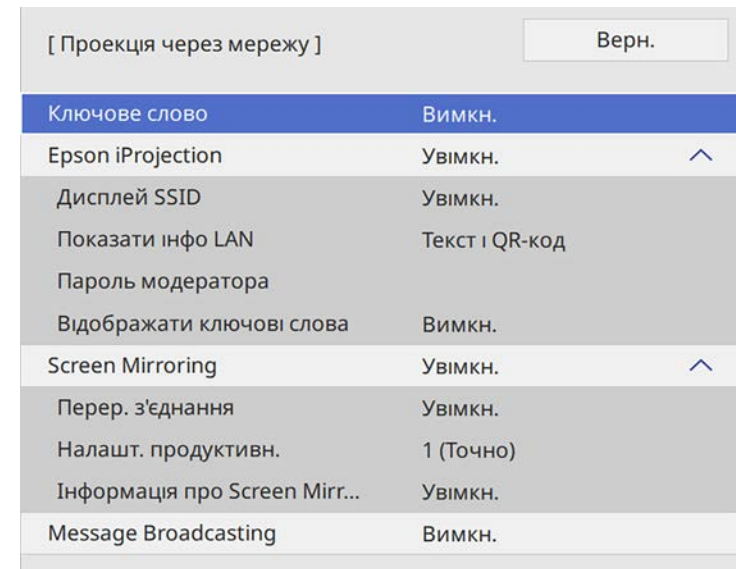 [ Проекція через мережу ] Верн.
Ключове слово Вимкн.
Epson iProjection Увімкн.
Дисплей SSID Увімкн.
Показати інфо LAN Текст і QR-код
Пароль модератора
Відображати ключові слова Вимкн.
Screen Mirroring Увімкн.
Перер. з'єднання Увімкн.
Налашт. продуктивн. 1 (Точно)
Інформація про Screen Mirr... Увімкн.
Message Broadcasting Вимкн.